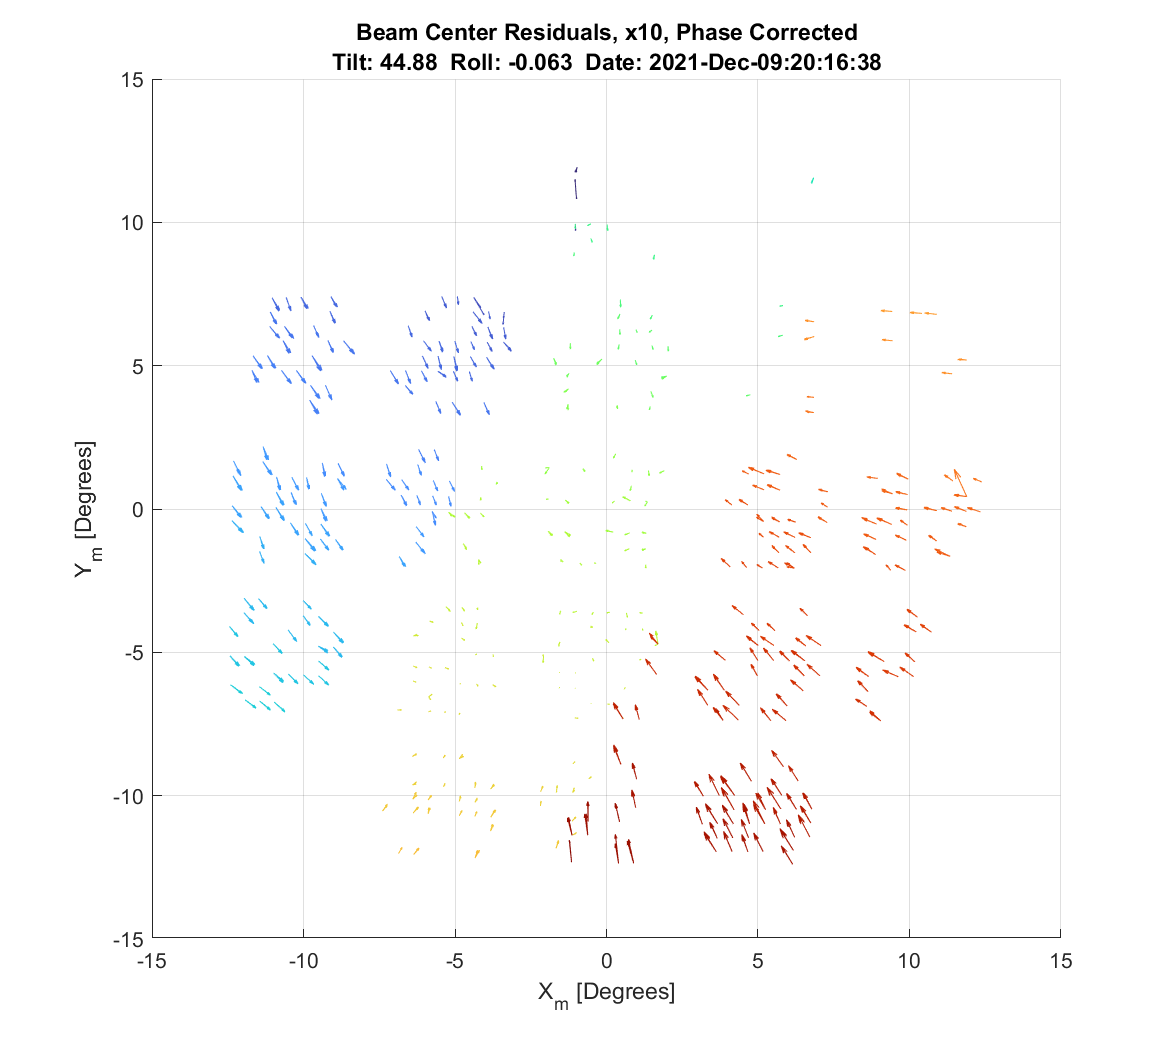 Beam Center Residuals, x10, Phase Corrected
Tilt: 44.88 Roll: -0.063 Date: 2021-Dec-09:20:16:38
15
10
5
0
-5
-10
-15
Y_m [Degrees]
-15 -10 -5 0 5 10 15
X_m [Degrees]